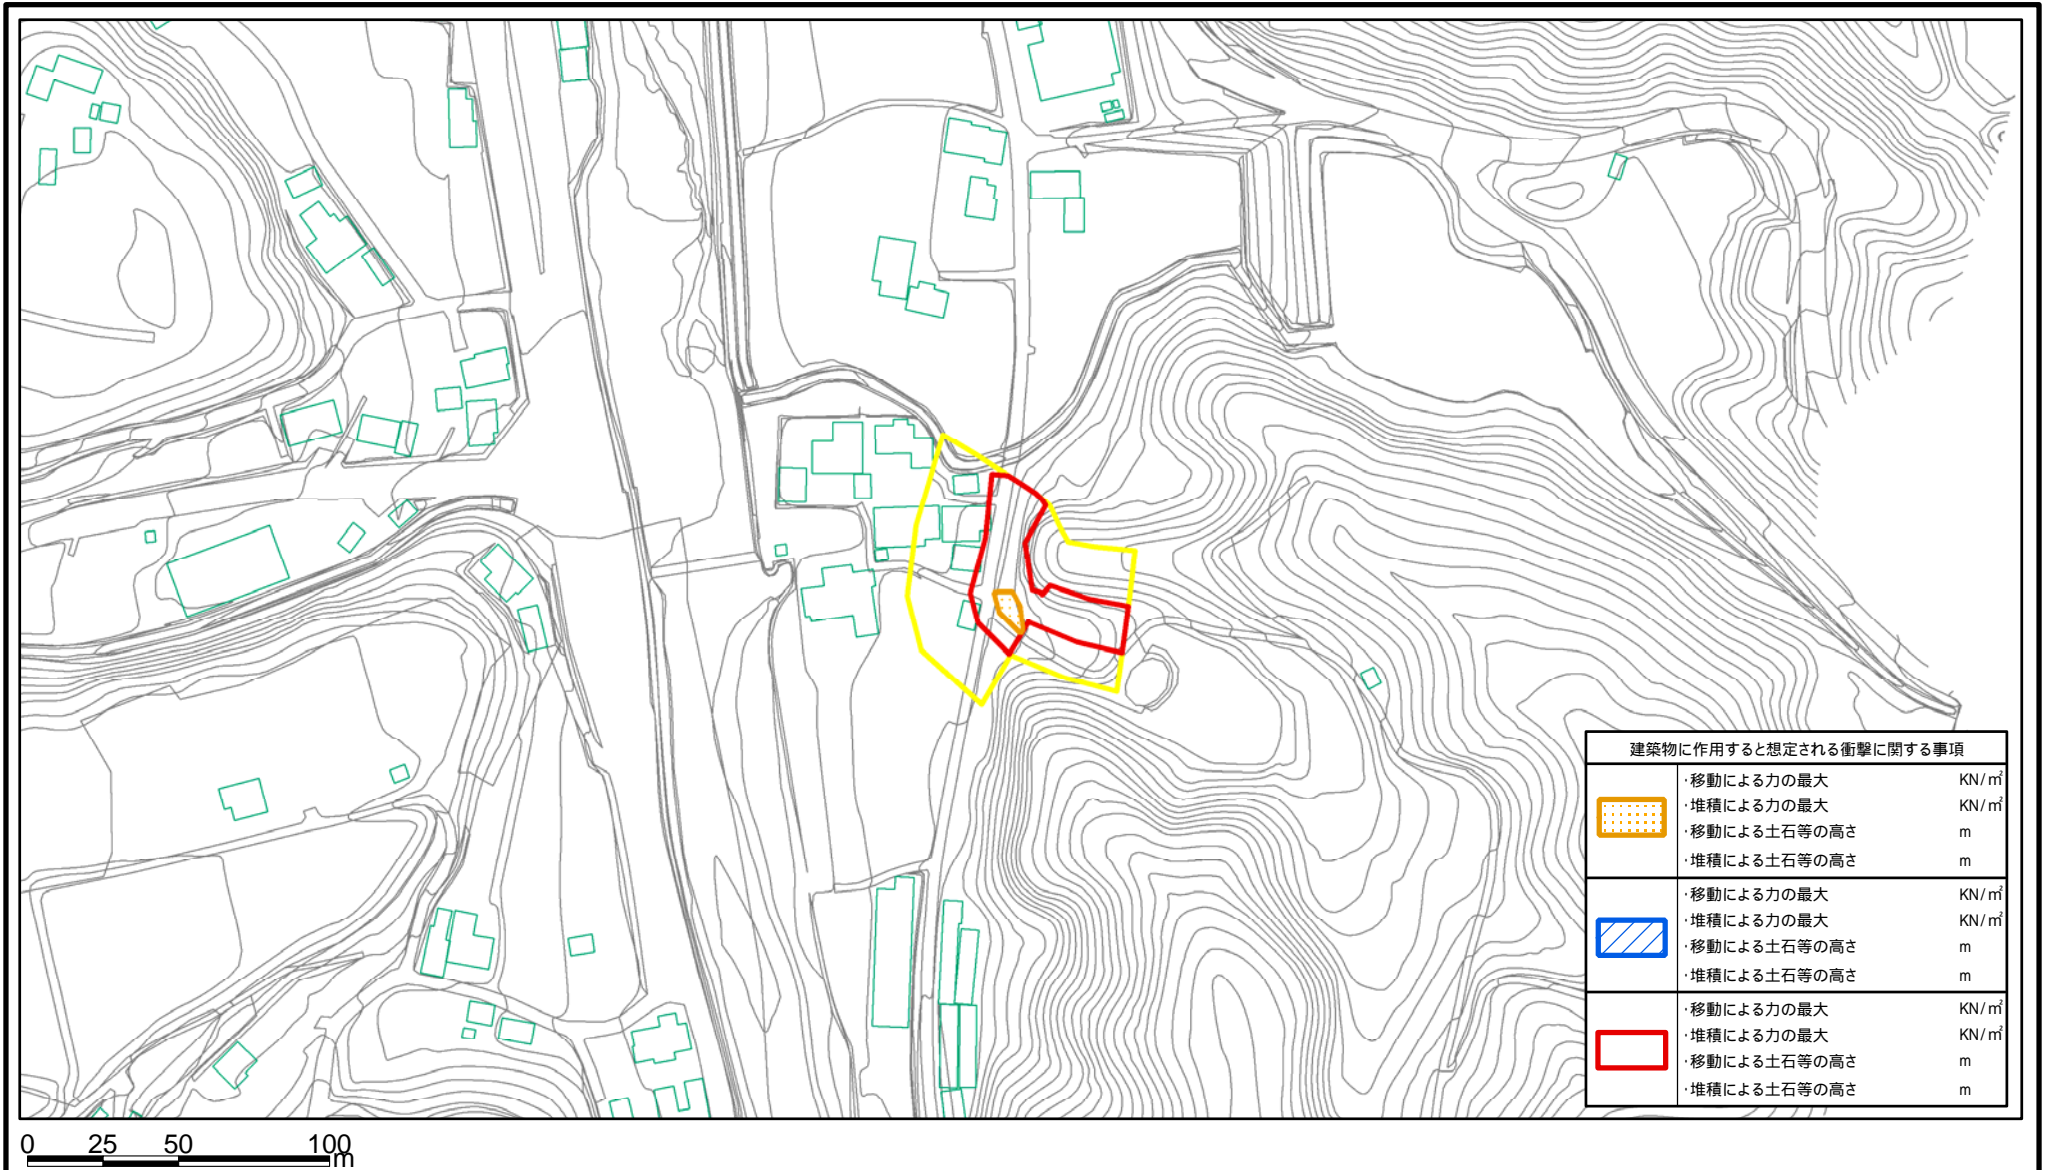 建築物に作用すると想定される衝撃に関する事項
・移動による力の最大 KN/㎡
・堆積による力の最大 KN/㎡
・移動による土石等の高さ m
・堆積による土石等の高さ m
・移動による力の最大 KN/㎡
・堆積による力の最大 KN/㎡
・移動による土石等の高さ m
・堆積による土石等の高さ m
・移動による力の最大 KN/㎡
・堆積による力の最大 KN/㎡
・移動による土石等の高さ m
・堆積による土石等の高さ m
0 25 50 100
m